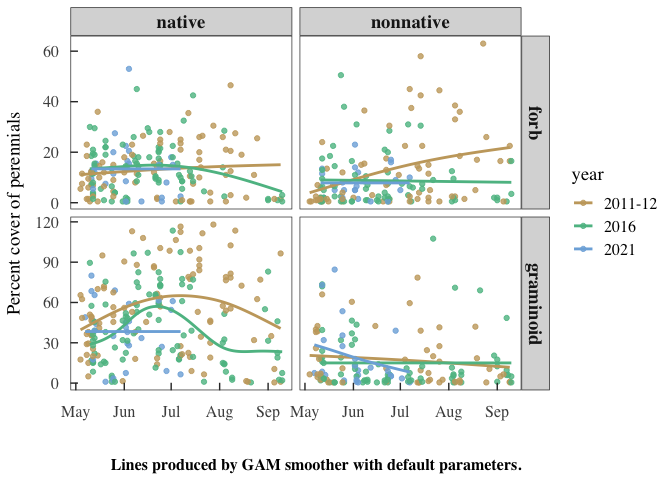 native
nonnative
Percent cover of perennials
60
40
20
0
forb
120
90
60
30
0
graminoid
May
Jun
Jul
Aug
Sep
May
Jun
Jul
Aug
Sep
year
2011-12
2016
2021
Lines produced by GAM smoother with default parameters.